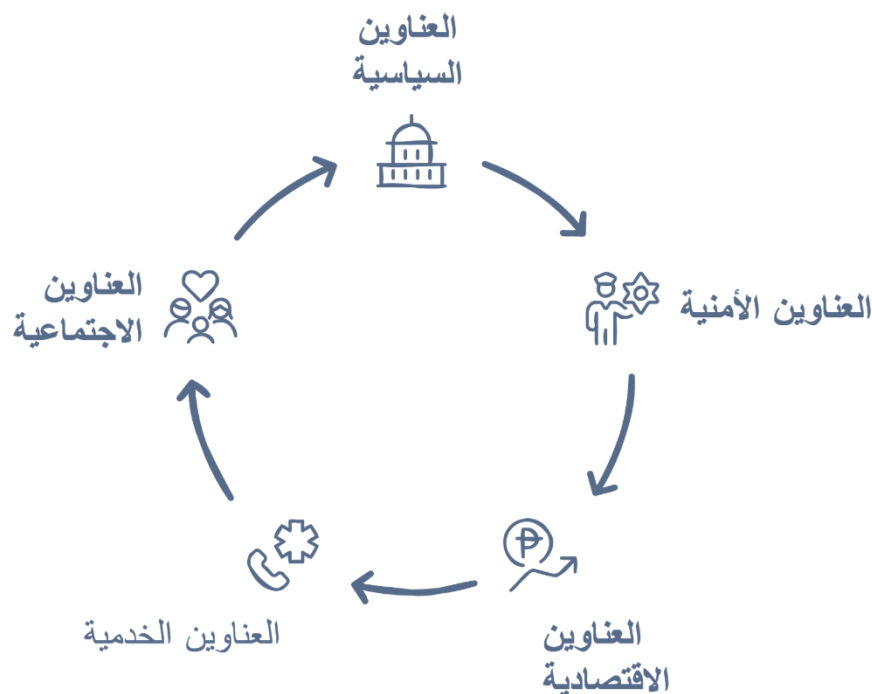 العناوين
السياسية
العناوين الأمنية
العناوين
الاقتصادية
العناوين الخدمية
العناوين
الاجتماعية